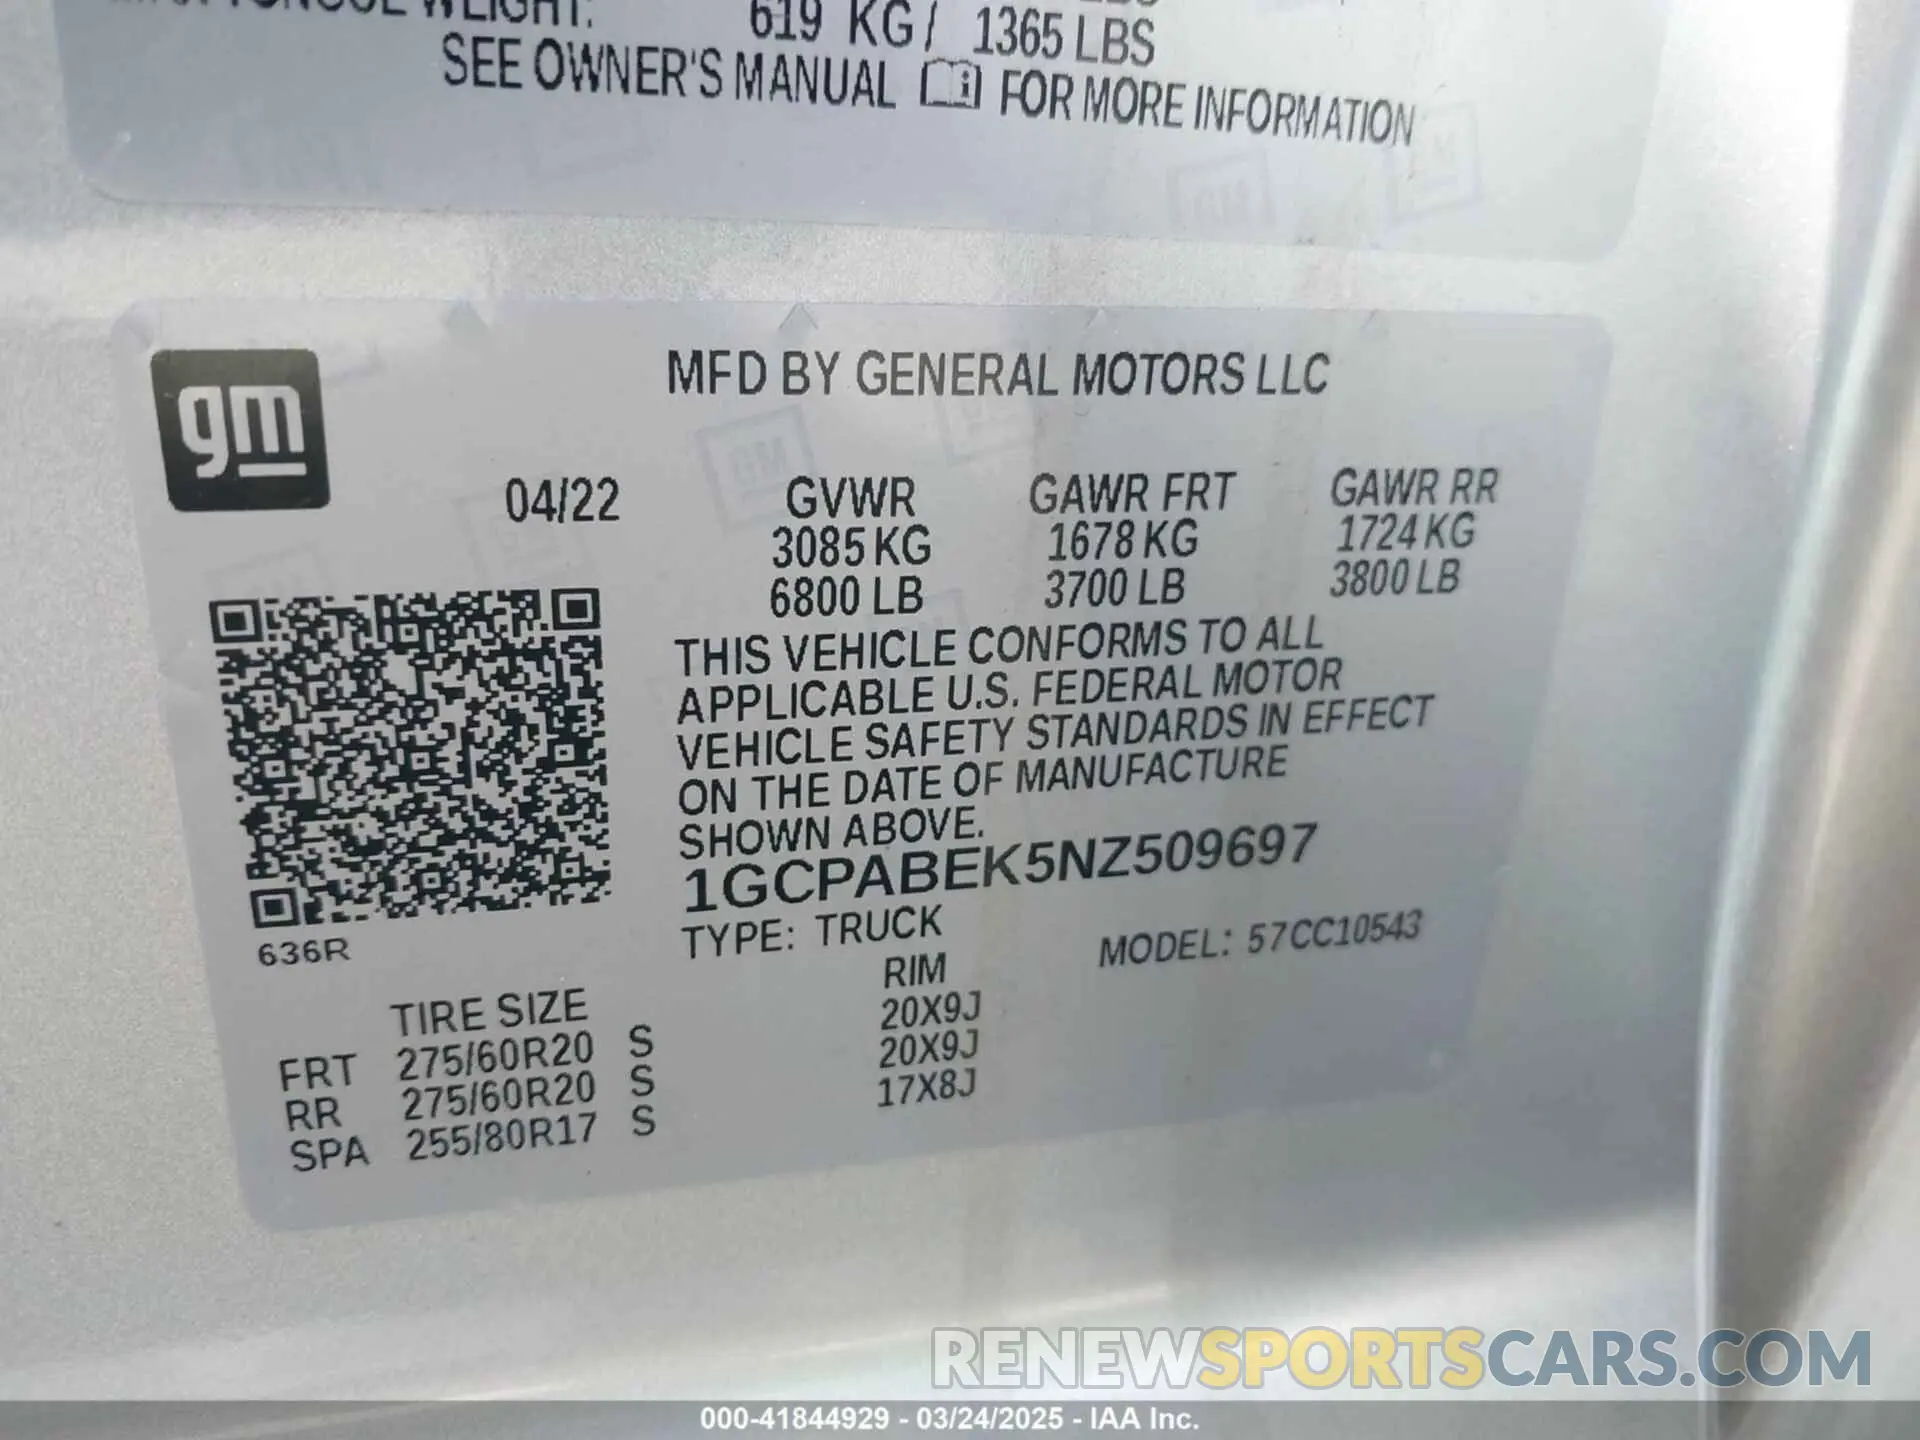 TONGUE WEIGHT: 619 KG/ 1365 LBS
SEE OWNER'S MANUAL FOR MORE INFORMATION
gm
MFD BY GENERAL MOTORS LLC
04/22 GVWR GAWR FRT GAWR RR
3085 KG 1678 KG 1724 KG
6800 LB 3700 LB 3800 LB
THIS VEHICLE CONFORMS TO ALL
APPLICABLE U.S. FEDERAL MOTOR
VEHICLE SAFETY STANDARDS IN EFFECT
ON THE DATE OF MANUFACTURE
SHOWN ABOVE.
1GCPABEK5NZ509697
TYPE: TRUCK MODEL: 57CC10543
636R
TIRE SIZE RIM
FRT 275/60R20 S 20X9J
RR 275/60R20 S 20X9J
SPA 255/80R17 S 17X8J
RENEWSPORTSCARS.COM
000-41844929 - 03/24/2025 - IAA Inc.